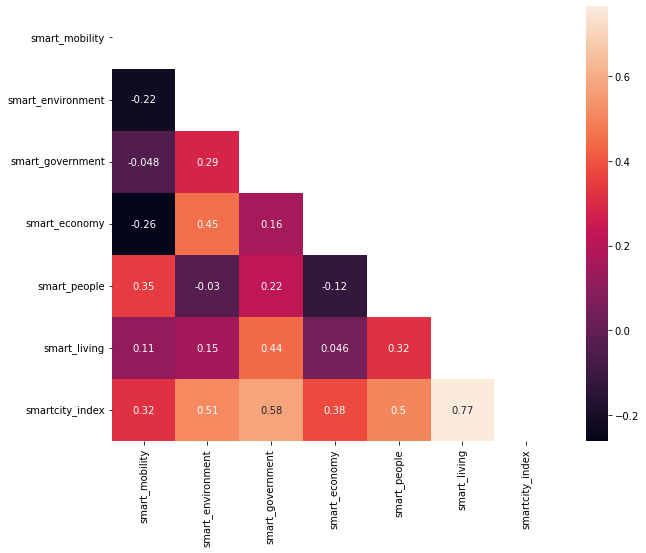 smart_mobility
smart_environment -0.22
smart_government -0.048 0.29
smart_economy -0.26 0.45 0.16
smart_people 0.35 -0.03 0.22 -0.12
smart_living 0.11 0.15 0.44 0.046 0.32
smartcity_index 0.32 0.51 0.58 0.38 0.5 0.77
smart_mobility
smart_environment
smart_government
smart_economy
smart_people
smart_living
smartcity_index
0.6
0.4
0.2
0.0
−0.2